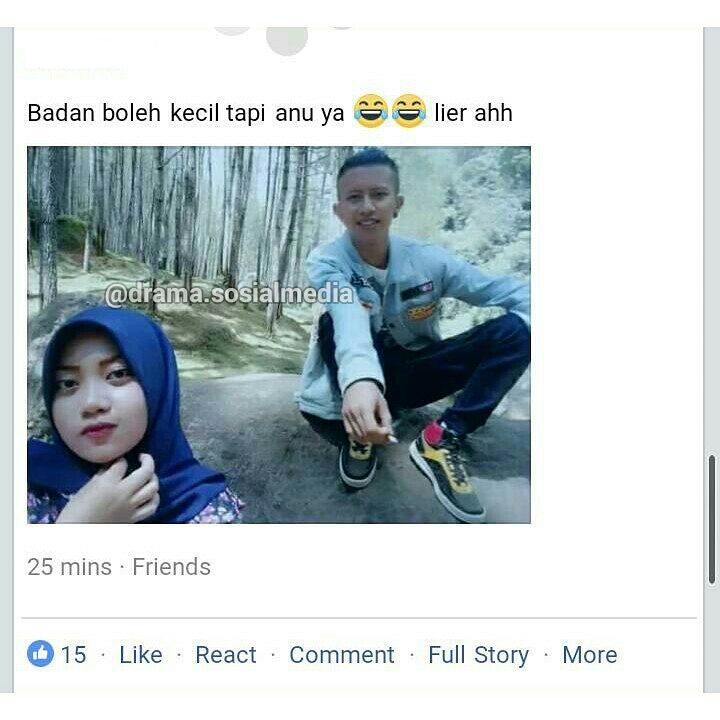 Badan boleh kecil tapi anu ya 😂😂 lier ahh
@drama.sosialmedia
25 mins · Friends
15 · Like · React · Comment · Full Story · More